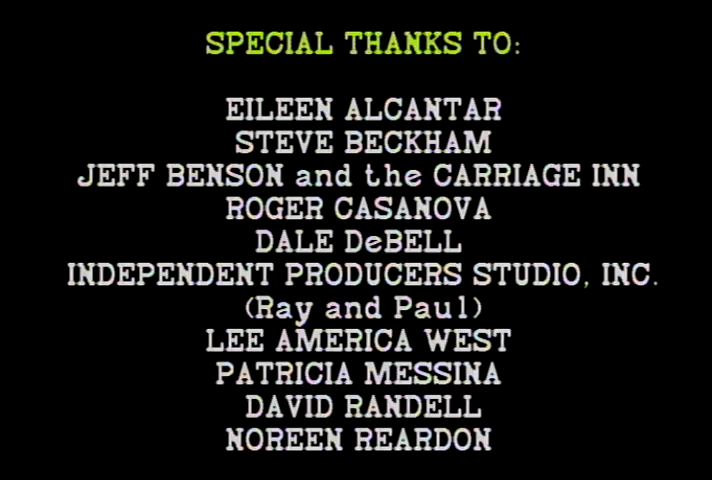 SPECIAL THANKS TO:
EILEEN ALCANTAR
STEVE BECKHAM
JEFF BENSON and the CARRIAGE INN
ROGER CASANOVA
DALE DeBELL
INDEPENDENT PRODUCERS STUDIO, INC.
(Ray and Paul)
LEE AMERICA WEST
PATRICIA MESSINA
DAVID RANDELL
NOREEN REARDON